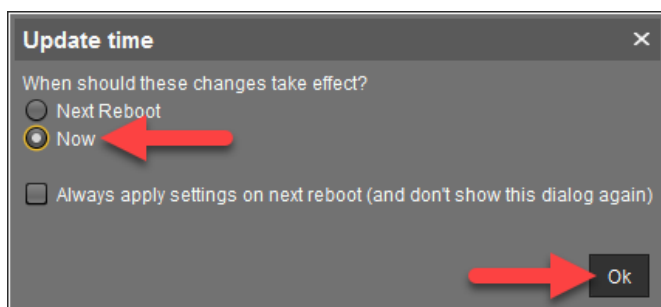 Update time
When should these changes take effect?
Next Reboot
Now
Always apply settings on next reboot (and don't show this dialog again)
Ok